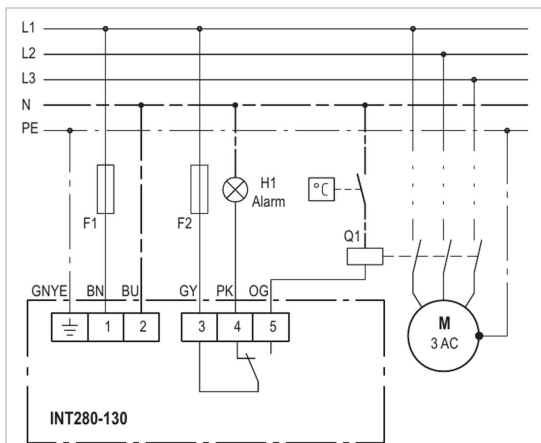 L1
L2
L3
N
PE
F1
F2
H1
Alarm
°C
Q1
GNYE BN BU GY PK OG
1 2 3 4 5
M
3 AC
INT280-130